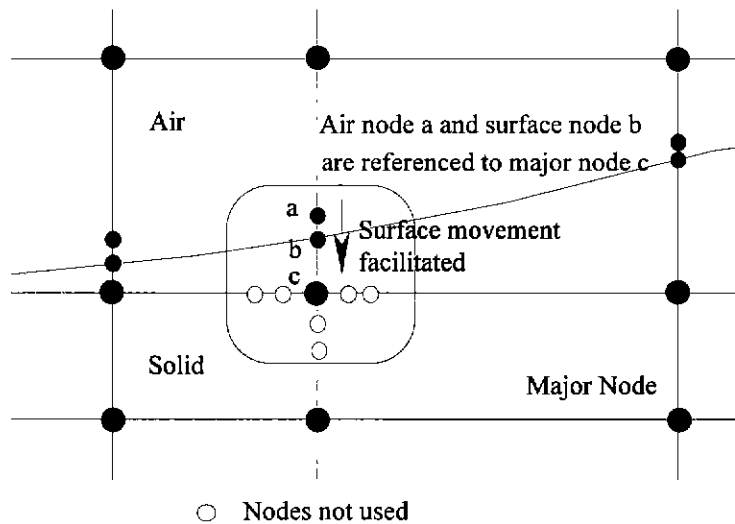 Air
Air node a and surface node b
are referenced to major node c
a
b
c
Surface movement
facilitated
Solid
Major Node
Nodes not used